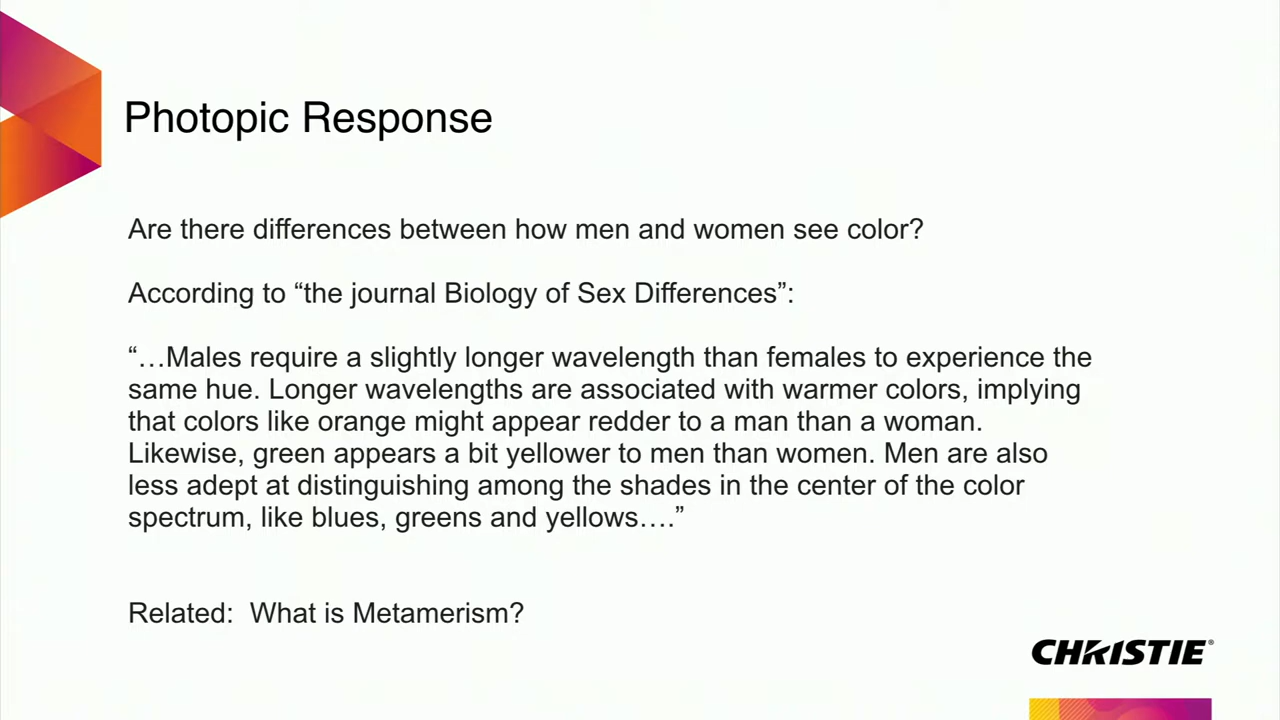 Photopic Response
Are there differences between how men and women see color?
According to “the journal Biology of Sex Differences”:
“…Males require a slightly longer wavelength than females to experience the
same hue. Longer wavelengths are associated with warmer colors, implying
that colors like orange might appear redder to a man than a woman.
Likewise, green appears a bit yellower to men than women. Men are also
less adept at distinguishing among the shades in the center of the color
spectrum, like blues, greens and yellows….”
Related:  What is Metamerism?
CHRISTIE®